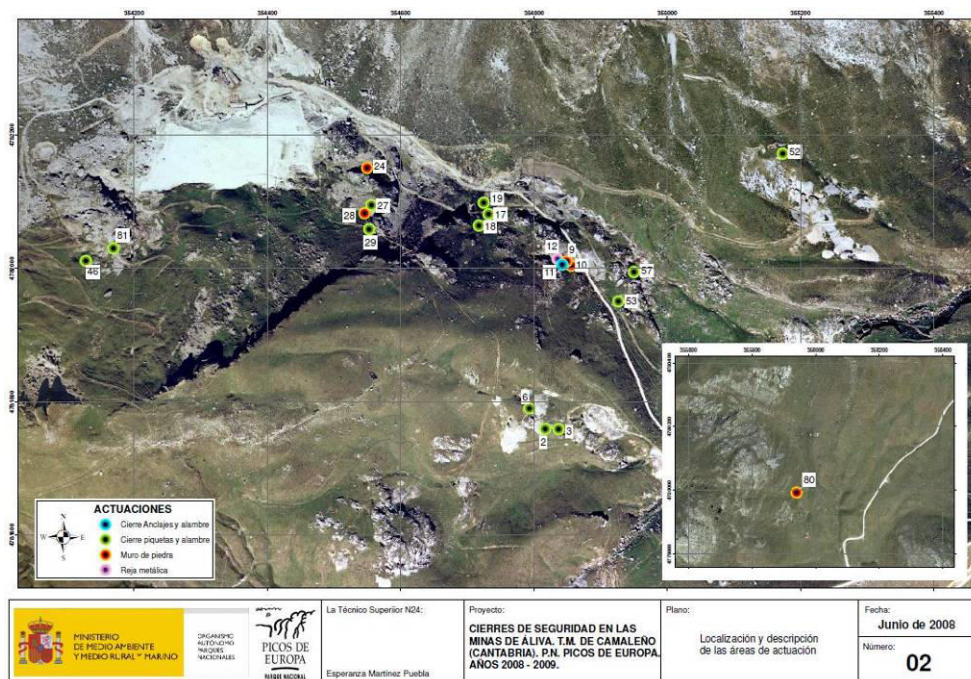 24
27
28
29
19
17
18
12
9
10
11
57
53
52
81
46
6
2
3
80
ACTUACIONES
N
W E
S
Cierre Anclajes y alambre
Cierre piquetas y alambre
Muro de piedra
Reja metálica
MINISTERIO
DE MEDIO AMBIENTE
Y MEDIO RURAL Y MARINO
ORGANISMO
AUTÓNOMO
PARQUES
NACIONALES
PICOS DE
EUROPA
PARQUE NACIONAL
La Técnico Superiior N24:
Esperanza Martínez Puebla
Proyecto:
CIERRES DE SEGURIDAD EN LAS
MINAS DE ÁLIVA. T.M. DE CAMALEÑO
(CANTABRIA). P.N. PICOS DE EUROPA.
AÑOS 2008 - 2009.
Plano:
Localización y descripción
de las áreas de actuación
Fecha:
Junio de 2008
Número:
02